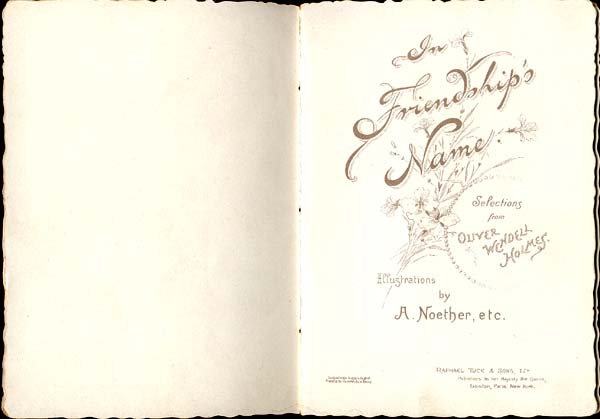 In
Friendship's
Name.
Selections
from
OLIVER
WENDELL
HOLMES.
Illustrations
by
A. Noether, etc.
RAPHAEL TUCK & SONS, LTD
Publishers to Her Majesty the Queen,
London, Paris, New York.